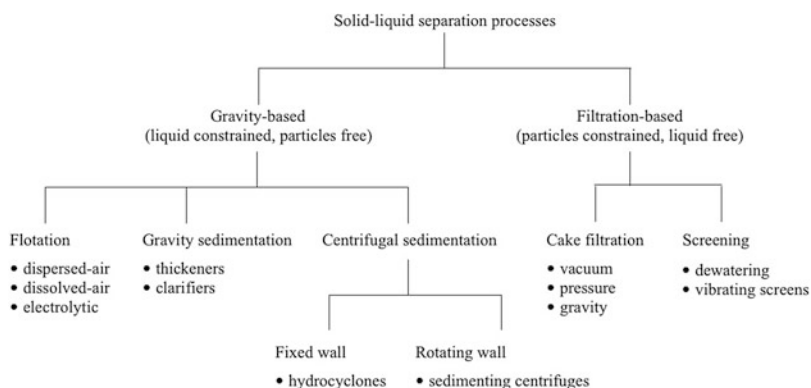 Solid-liquid separation processes
Gravity-based
(liquid constrained, particles free)
Filtration-based
(particles constrained, liquid free)
Flotation
• dispersed-air
• dissolved-air
• electrolytic
Gravity sedimentation
• thickeners
• clarifiers
Centrifugal sedimentation
Cake filtration
• vacuum
• pressure
• gravity
Screening
• dewatering
• vibrating screens
Fixed wall
• hydrocyclones
Rotating wall
• sedimenting centrifuges